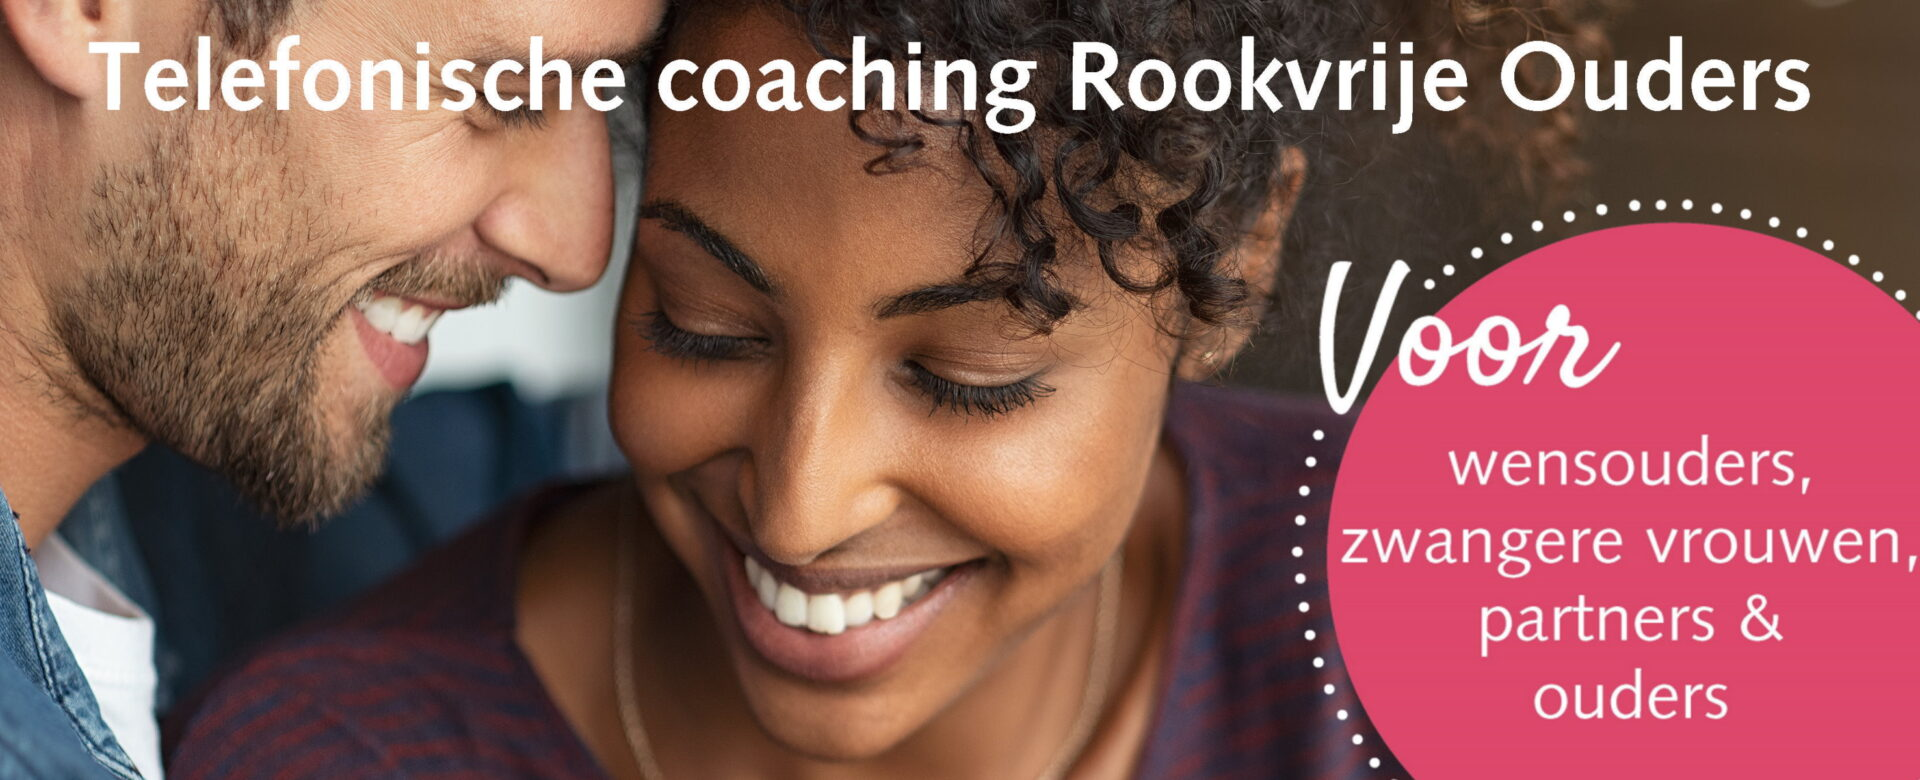 Telefonische coaching Rookvrije Ouders
Voor
wensouders,
zwangere vrouwen,
partners &
ouders